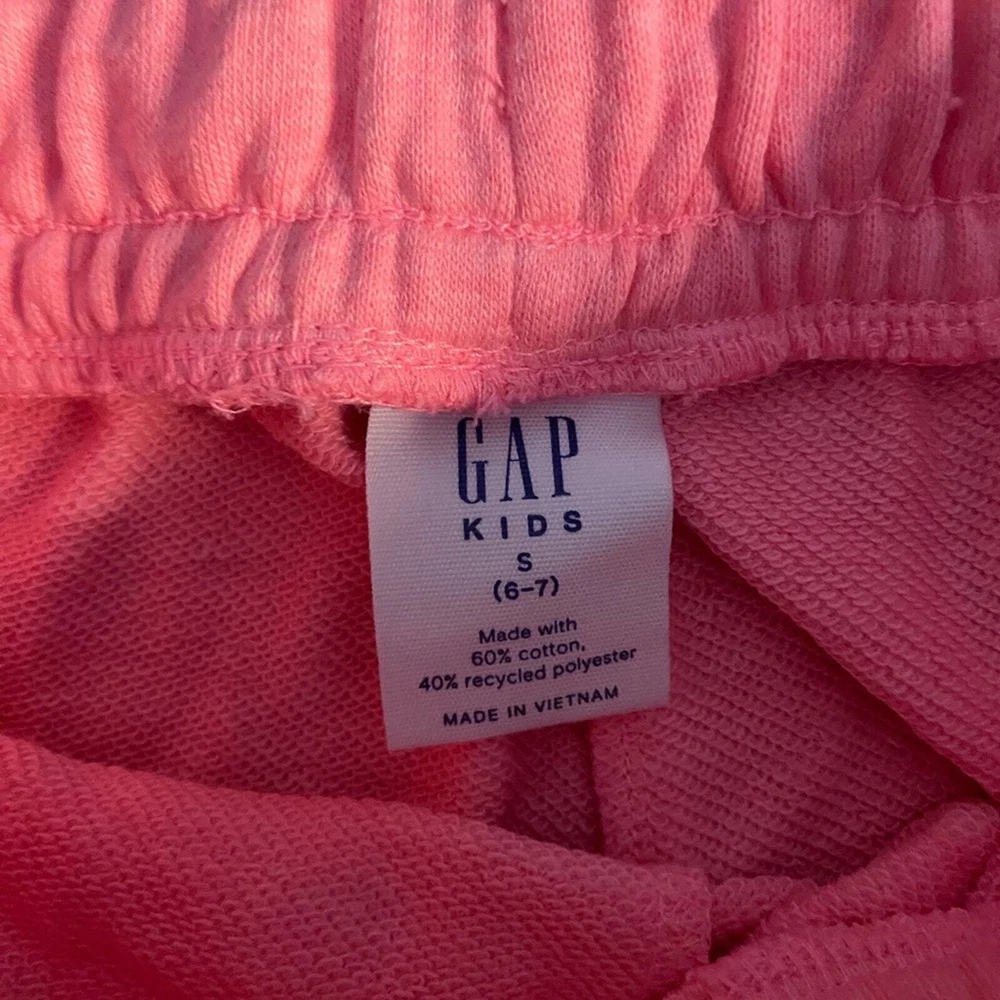 GAP
KIDS
S
(6-7)
Made with
60% cotton,
40% recycled polyester
MADE IN VIETNAM